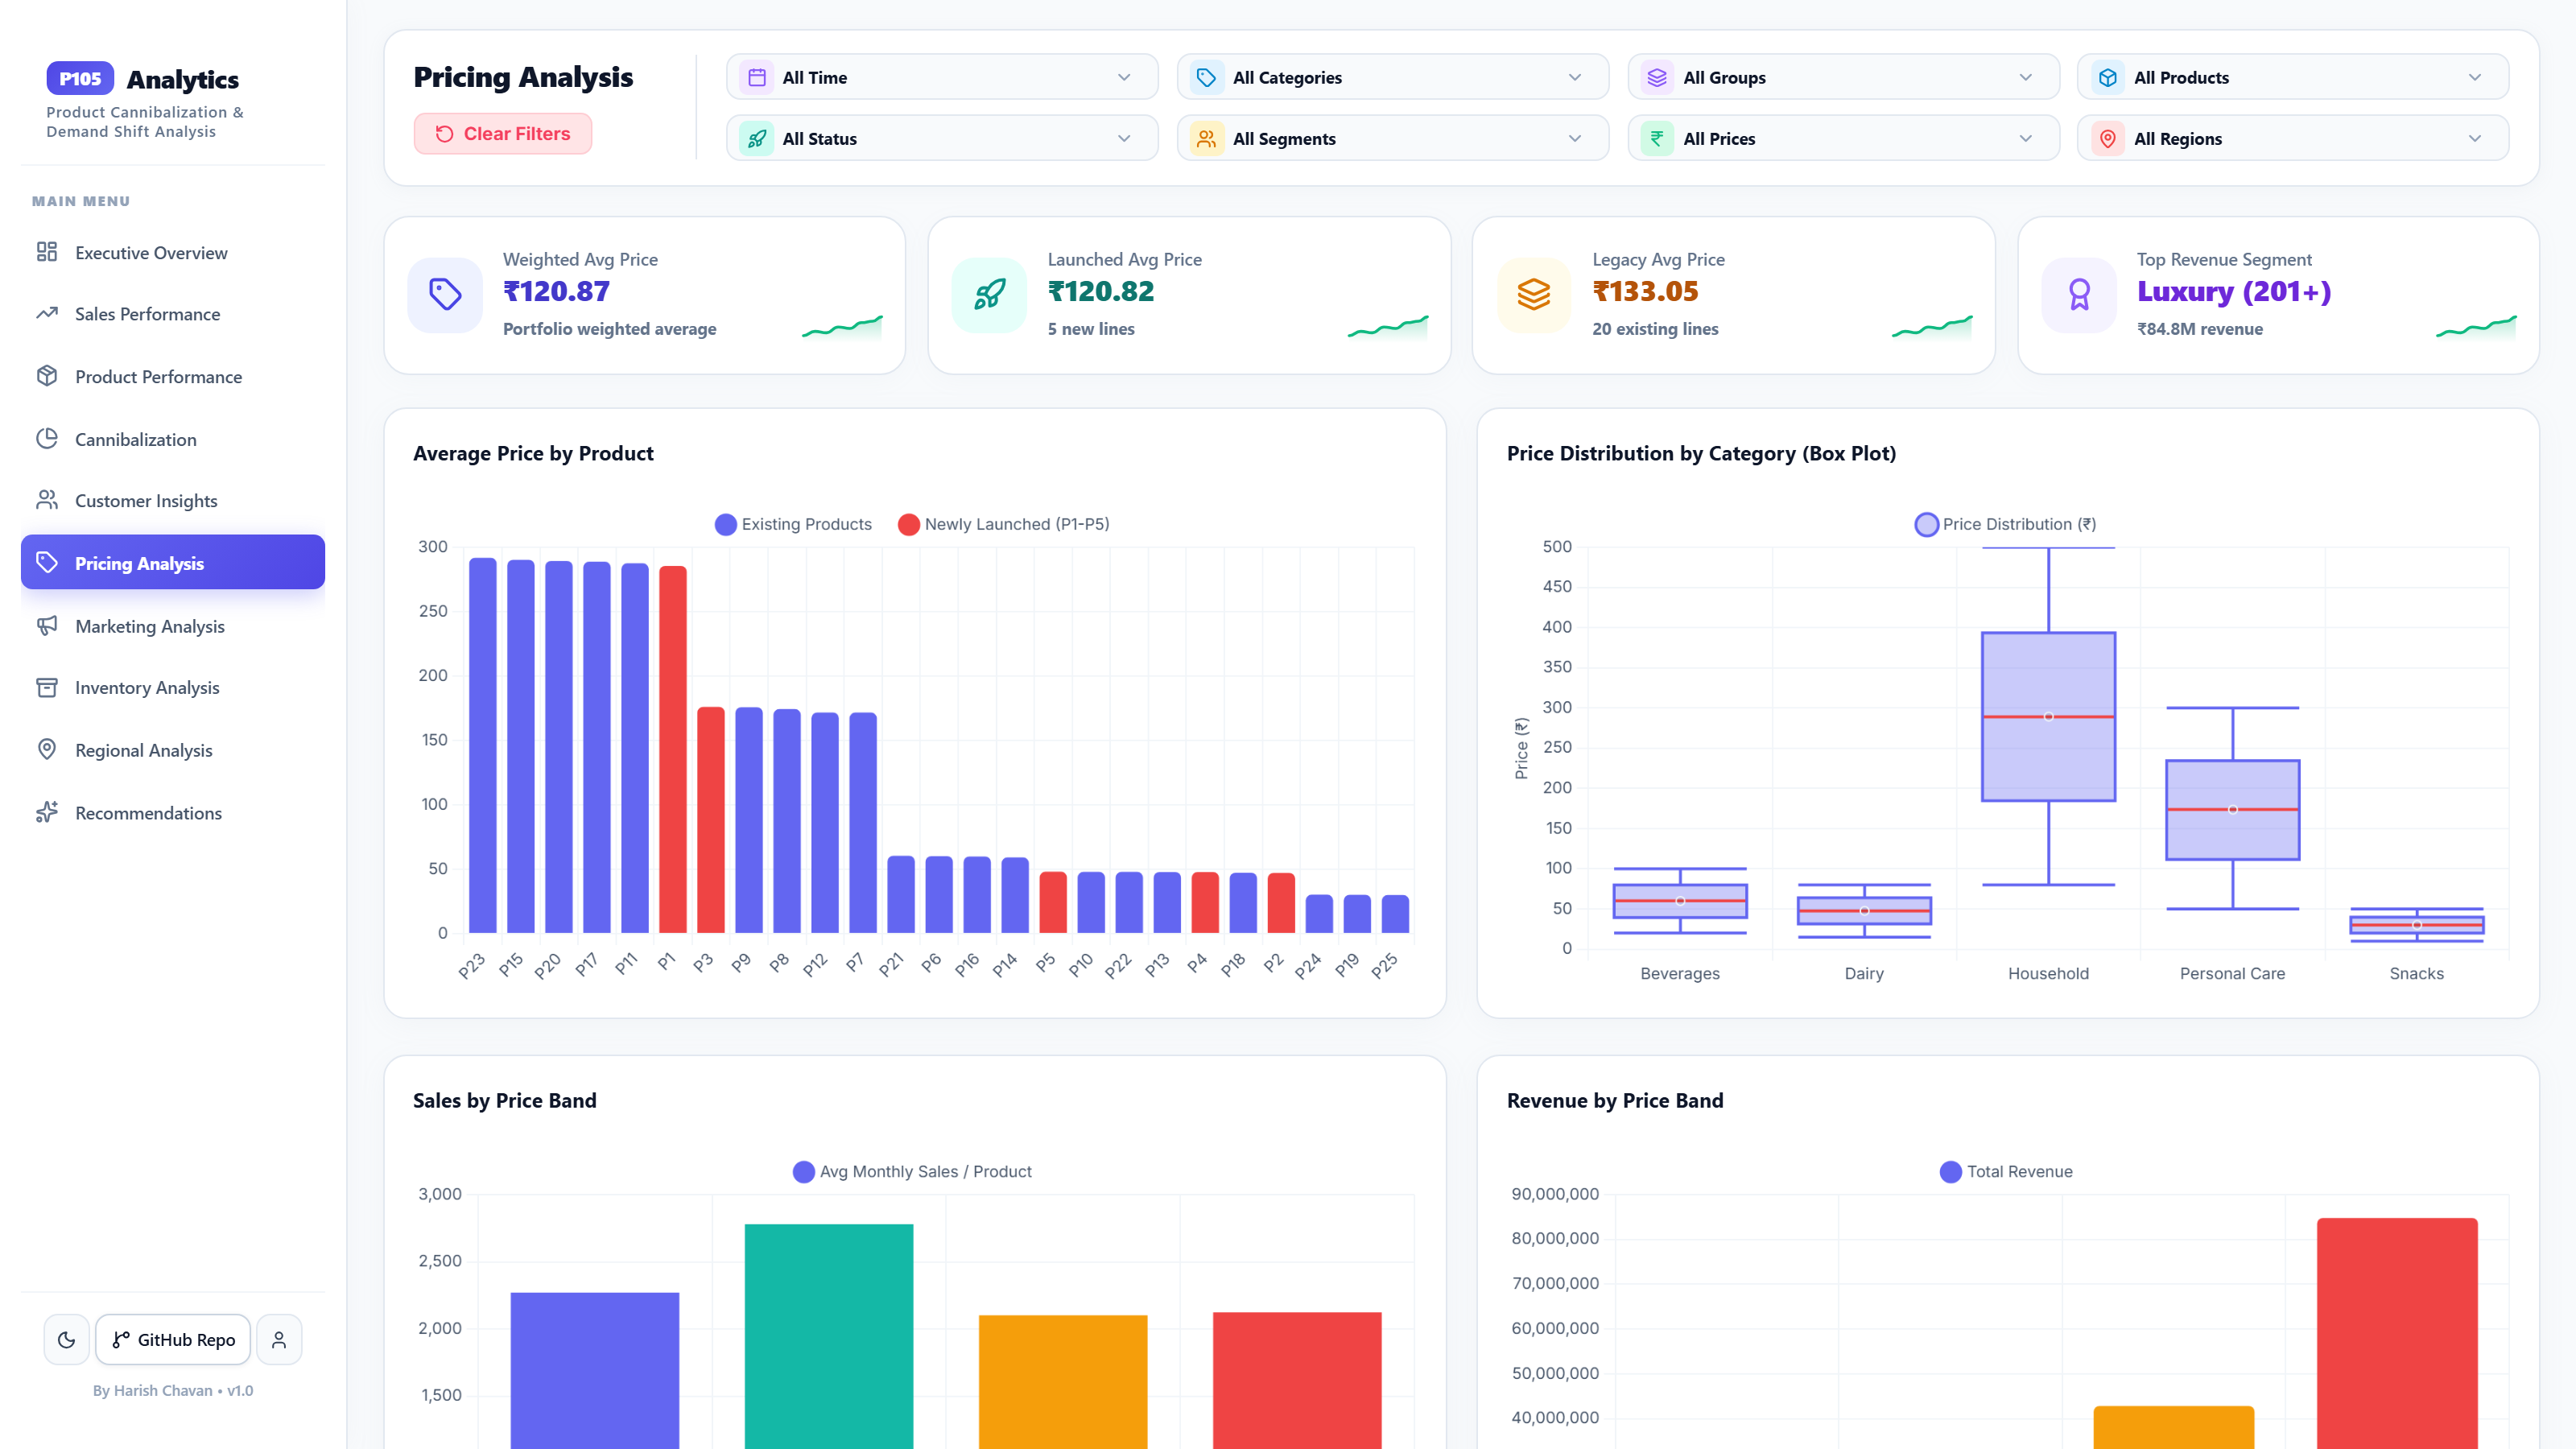 P105 Analytics
Product Cannibalization &
Demand Shift Analysis
MAIN MENU
Executive Overview
Sales Performance
Product Performance
Cannibalization
Customer Insights
Pricing Analysis
Marketing Analysis
Inventory Analysis
Regional Analysis
Recommendations
GitHub Repo
By Harish Chavan • v1.0
Pricing Analysis
Clear Filters
All Time
All Categories
All Groups
All Products
All Status
All Segments
₹ All Prices
All Regions
Weighted Avg Price
₹120.87
Portfolio weighted average
Launched Avg Price
₹120.82
5 new lines
Legacy Avg Price
₹133.05
20 existing lines
Top Revenue Segment
Luxury (201+)
₹84.8M revenue
Average Price by Product
Existing Products
Newly Launched (P1-P5)
300
250
200
150
100
50
0
P23
P15
P20
P17
P11
P1
P3
P9
P8
P12
P7
P21
P6
P16
P14
P5
P10
P22
P13
P4
P18
P2
P24
P19
P25
Price Distribution by Category (Box Plot)
Price Distribution (₹)
Price (₹)
500
450
400
350
300
250
200
150
100
50
0
Beverages
Dairy
Household
Personal Care
Snacks
Sales by Price Band
Avg Monthly Sales / Product
3,000
2,500
2,000
1,500
Revenue by Price Band
Total Revenue
90,000,000
80,000,000
70,000,000
60,000,000
50,000,000
40,000,000